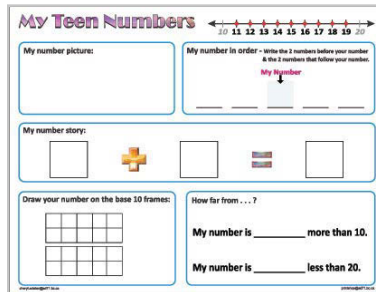 My Teen Numbers
10 11 12 13 14 15 16 17 18 19 20
My number picture:
My number in order - Write the 2 numbers before your number
& the 2 numbers that follow your number.
My Number
My number story:
+ =
Draw your number on the base 10 frames:
How far from . . . ?
My number is ________ more than 10.
My number is ________ less than 20.